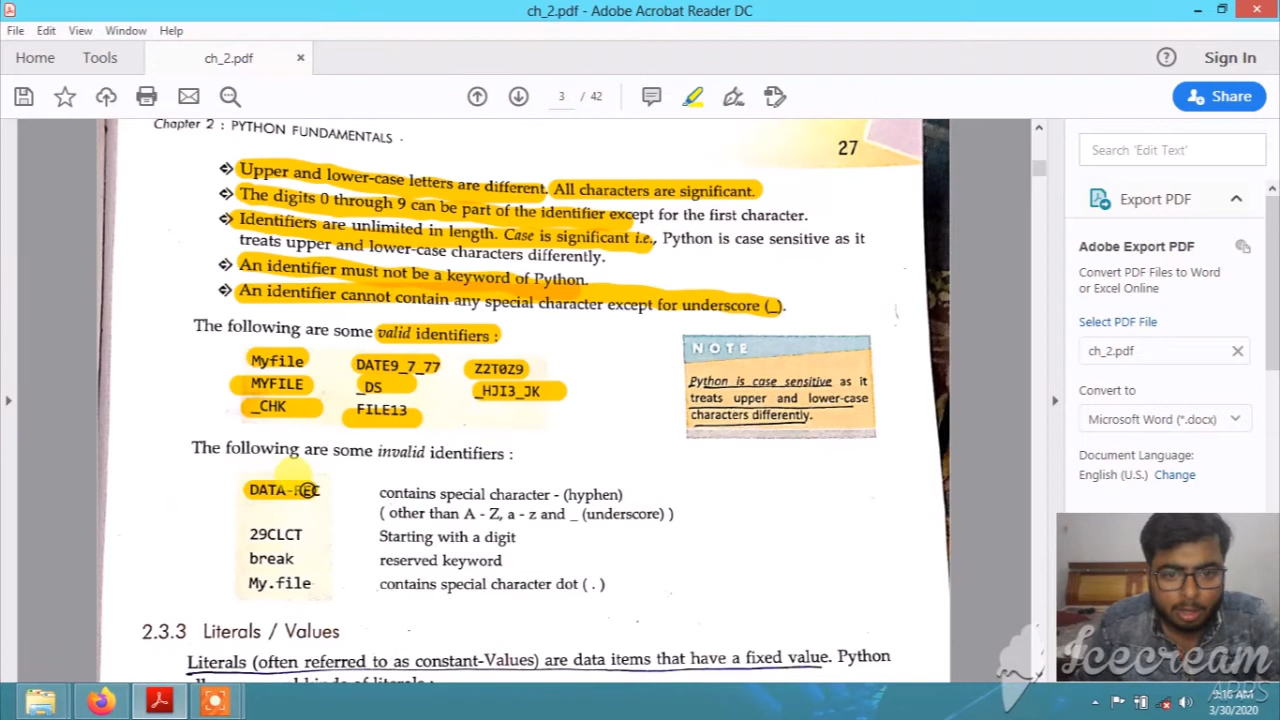 ch_2.pdf - Adobe Acrobat Reader DC
File Edit View Window Help
Home Tools ch_2.pdf × Sign In
3 / 42 Share
Chapter 2 : PYTHON FUNDAMENTALS
27
Upper and lower-case letters are different. All characters are significant.
The digits 0 through 9 can be part of the identifier except for the first character.
Identifiers are unlimited in length. Case is significant i.e., Python is case sensitive as it
treats upper and lower-case characters differently.
An identifier must not be a keyword of Python.
An identifier cannot contain any special character except for underscore (_).
The following are some valid identifiers :
Myfile DATE9_7_77 Z2T0Z9
MYFILE _DS _HJI3_JK
_CHK FILE13
NOTE
Python is case sensitive as it
treats upper and lower-case
characters differently.
The following are some invalid identifiers :
DATA-REC contains special character - (hyphen)
( other than A - Z, a - z and _ (underscore) )
29CLCT Starting with a digit
break reserved keyword
My.file contains special character dot ( . )
2.3.3 Literals / Values
Literals (often referred to as constant-Values) are data items that have a fixed value. Python
Search 'Edit Text'
Export PDF
Adobe Export PDF
Convert PDF Files to Word
or Excel Online
Select PDF File
ch_2.pdf
Convert to
Microsoft Word (*.docx)
Document Language:
English (U.S.) Change
Icecream
APPS
9:16 AM
3/30/2020